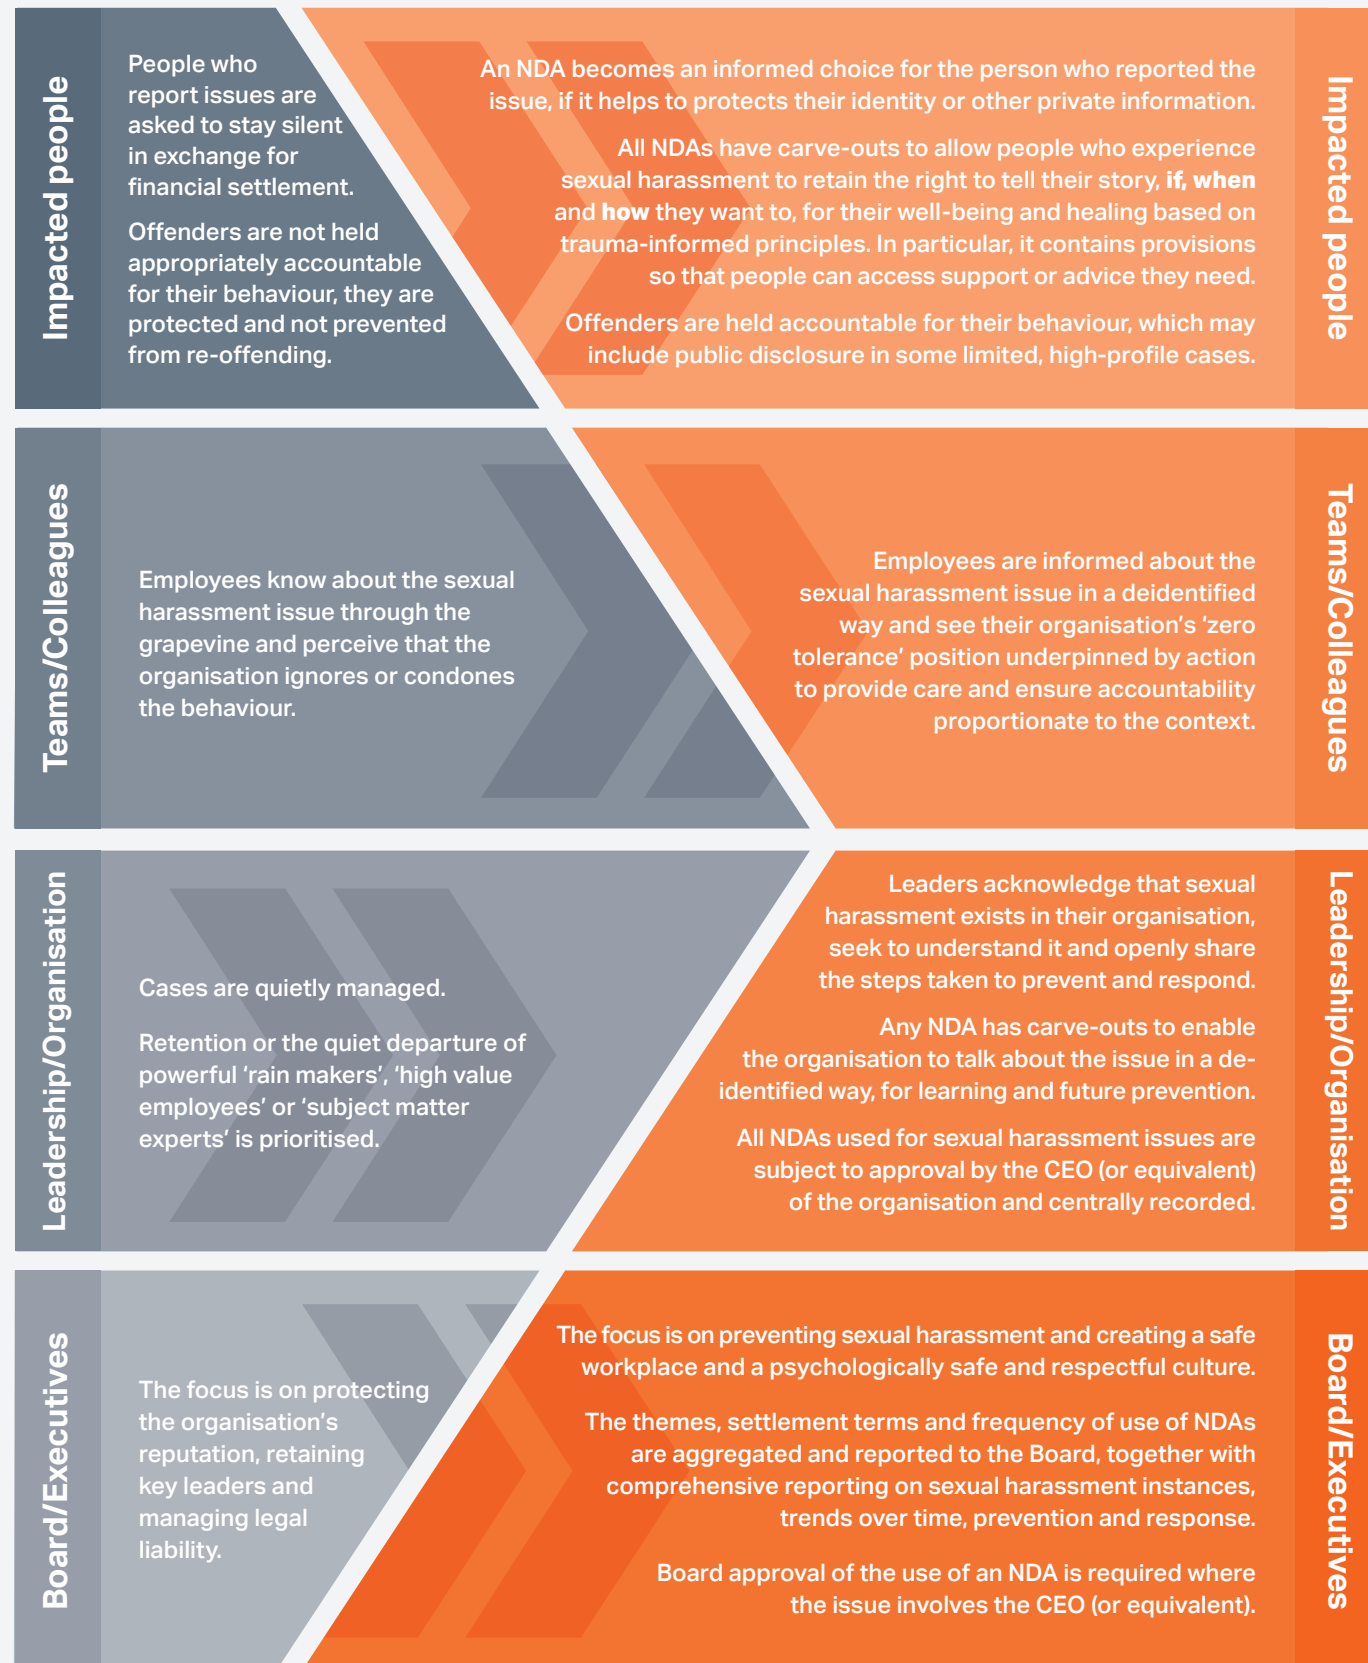 Impacted people
People who
report issues are
asked to stay silent
in exchange for
financial settlement.
Offenders are not held
appropriately accountable
for their behaviour, they are
protected and not prevented
from re-offending.
An NDA becomes an informed choice for the person who reported the
issue, if it helps to protects their identity or other private information.
All NDAs have carve-outs to allow people who experience
sexual harassment to retain the right to tell their story, if, when
and how they want to, for their well-being and healing based on
trauma-informed principles. In particular, it contains provisions
so that people can access support or advice they need.
Offenders are held accountable for their behaviour, which may
include public disclosure in some limited, high-profile cases.
Impacted people
Teams/Colleagues
Employees know about the sexual
harassment issue through the
grapevine and perceive that the
organisation ignores or condones
the behaviour.
Employees are informed about the
sexual harassment issue in a deidentified
way and see their organisation's 'zero
tolerance' position underpinned by action
to provide care and ensure accountability
proportionate to the context.
Teams/Colleagues
Leadership/Organisation
Cases are quietly managed.
Retention or the quiet departure of
powerful 'rain makers', 'high value
employees' or 'subject matter
experts' is prioritised.
Leaders acknowledge that sexual
harassment exists in their organisation,
seek to understand it and openly share
the steps taken to prevent and respond.
Any NDA has carve-outs to enable
the organisation to talk about the issue in a de-
identified way, for learning and future prevention.
All NDAs used for sexual harassment issues are
subject to approval by the CEO (or equivalent)
of the organisation and centrally recorded.
Leadership/Organisation
Board/Executives
The focus is on protecting
the organisation's
reputation, retaining
key leaders and
managing legal
liability.
The focus is on preventing sexual harassment and creating a safe
workplace and a psychologically safe and respectful culture.
The themes, settlement terms and frequency of use of NDAs
are aggregated and reported to the Board, together with
comprehensive reporting on sexual harassment instances,
trends over time, prevention and response.
Board approval of the use of an NDA is required where
the issue involves the CEO (or equivalent).
Board/Executives